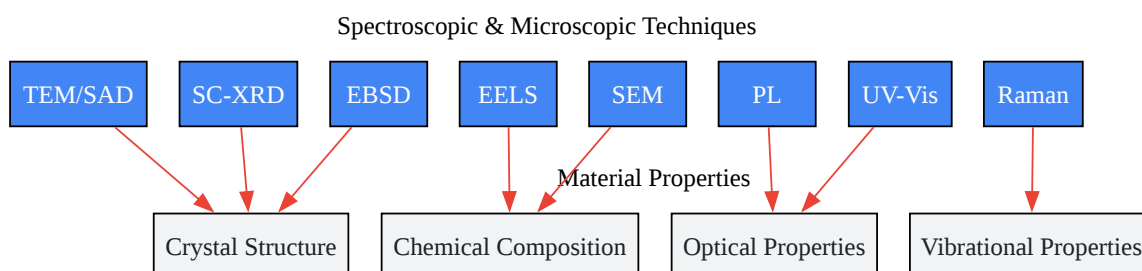 Spectroscopic & Microscopic Techniques
TEM/SAD
SC-XRD
EBSD
EELS
SEM
PL
UV-Vis
Raman
Material Properties
Crystal Structure
Chemical Composition
Optical Properties
Vibrational Properties